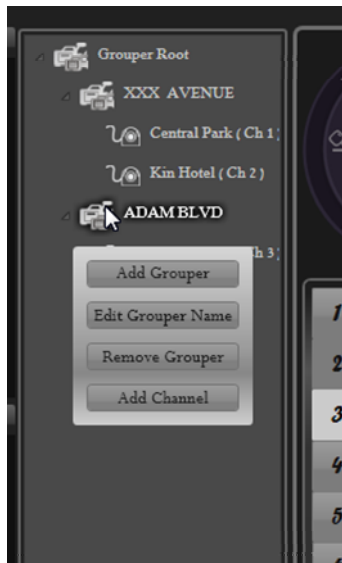 Grouper Root
XXX AVENUE
Central Park ( Ch 1 )
Kin Hotel ( Ch 2 )
ADAM BLVD
h 3 )
Add Grouper
Edit Grouper Name
Remove Grouper
Add Channel
1
2
3
4
5